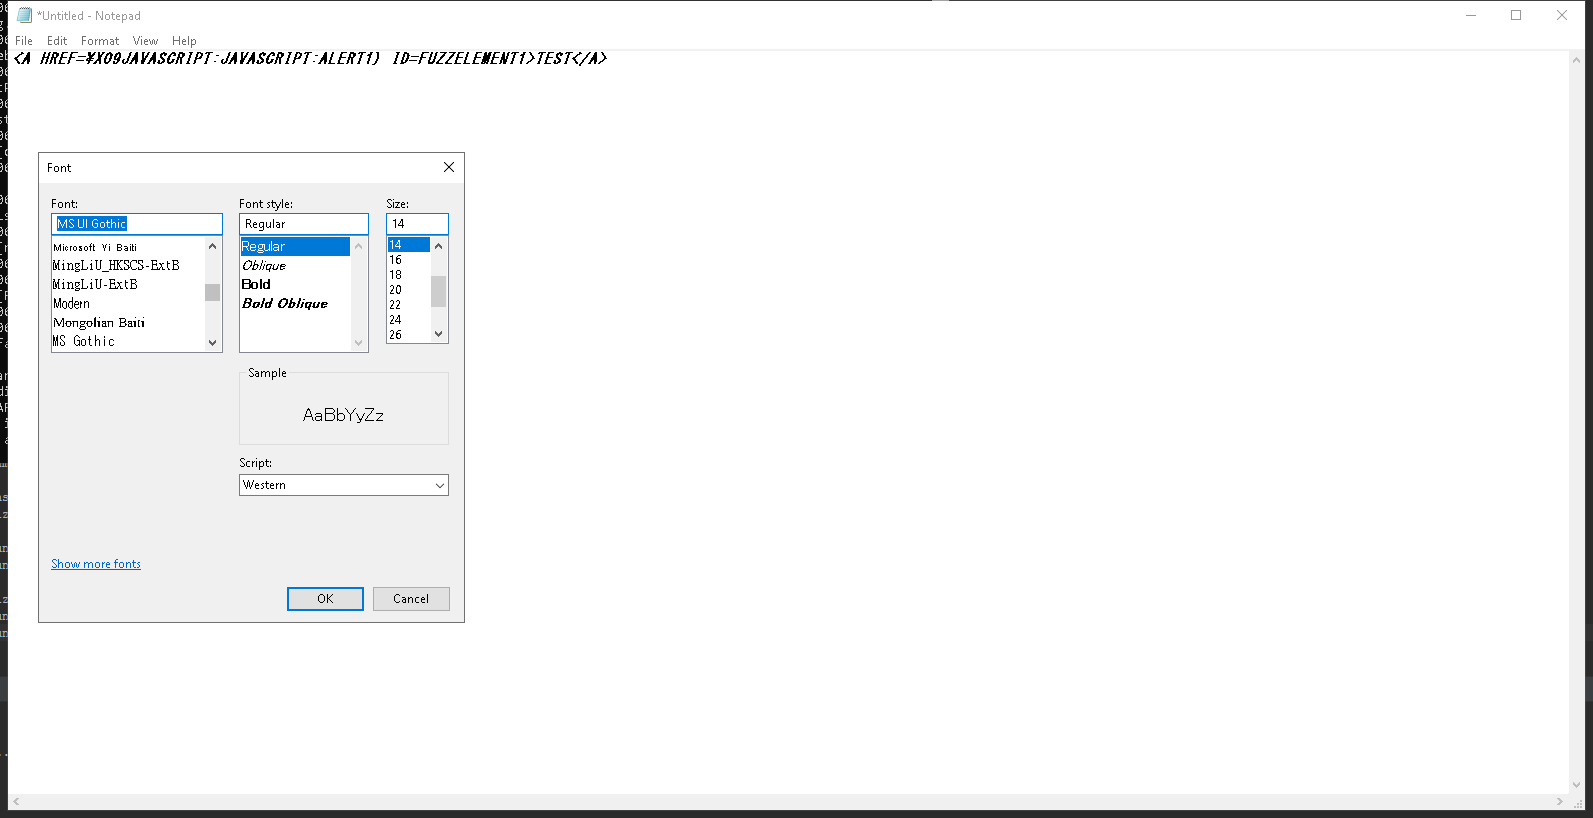 *Untitled - Notepad
File Edit Format View Help
<A HREF=¥X09JAVASCRIPT:JAVASCRIPT:ALERT1) ID=FUZZELEMENT1>TEST</A>
Font
Font: Font style: Size:
MS UI Gothic Regular 14
Microsoft Yi Baiti Regular 14
MingLiU_HKSCS-ExtB Oblique 16
MingLiU-ExtB Bold 18
Modern Bold Oblique 20
Mongolian Baiti 22
MS Gothic 24
26
Sample
AaBbYyZz
Script:
Western
Show more fonts
OK Cancel